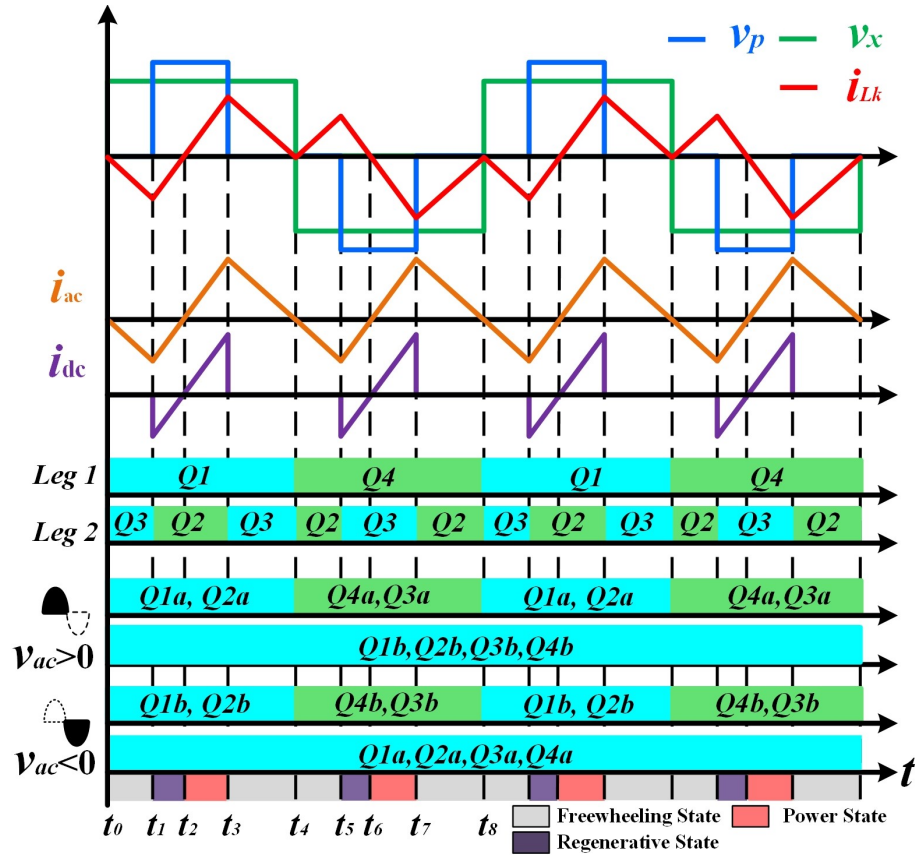 vp vx
iLk
iac
idc
Leg 1 Q1 Q4 Q1 Q4
Leg 2 Q3 Q2 Q3 Q2 Q3 Q2 Q3 Q2 Q3 Q2 Q3 Q2
Q1a, Q2a Q4a,Q3a Q1a, Q2a Q4a,Q3a
vac>0 Q1b,Q2b,Q3b,Q4b
Q1b, Q2b Q4b,Q3b Q1b, Q2b Q4b,Q3b
vac<0 Q1a,Q2a,Q3a,Q4a
t
t0 t1 t2 t3 t4 t5 t6 t7 t8
Freewheeling State Power State
Regenerative State